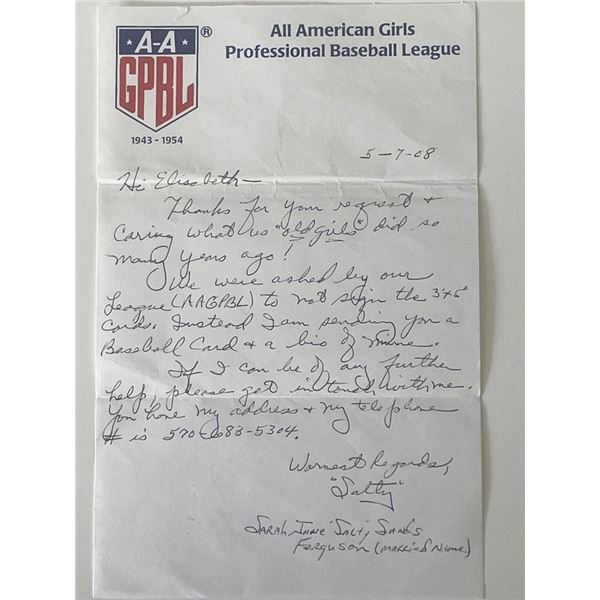 A-A
GPBL
®
1943 - 1954
All American Girls
Professional Baseball League
5-7-08
Hi Elisabeth-
Thanks for your request +
Caring what us "old girls" did so
many years ago!
We were asked by our
League (AAGPBL) to not sign the 3x5"
cards. Instead I am sending you a
Baseball Card + a bio of mine.
If I can be of any further
help, please get in touch with me.
You have my address + my telephone
# is 570-683-5304.
Warmest Regards,
"Salty"
Sarah Jane "Salty" Sands
Ferguson (Married Name)